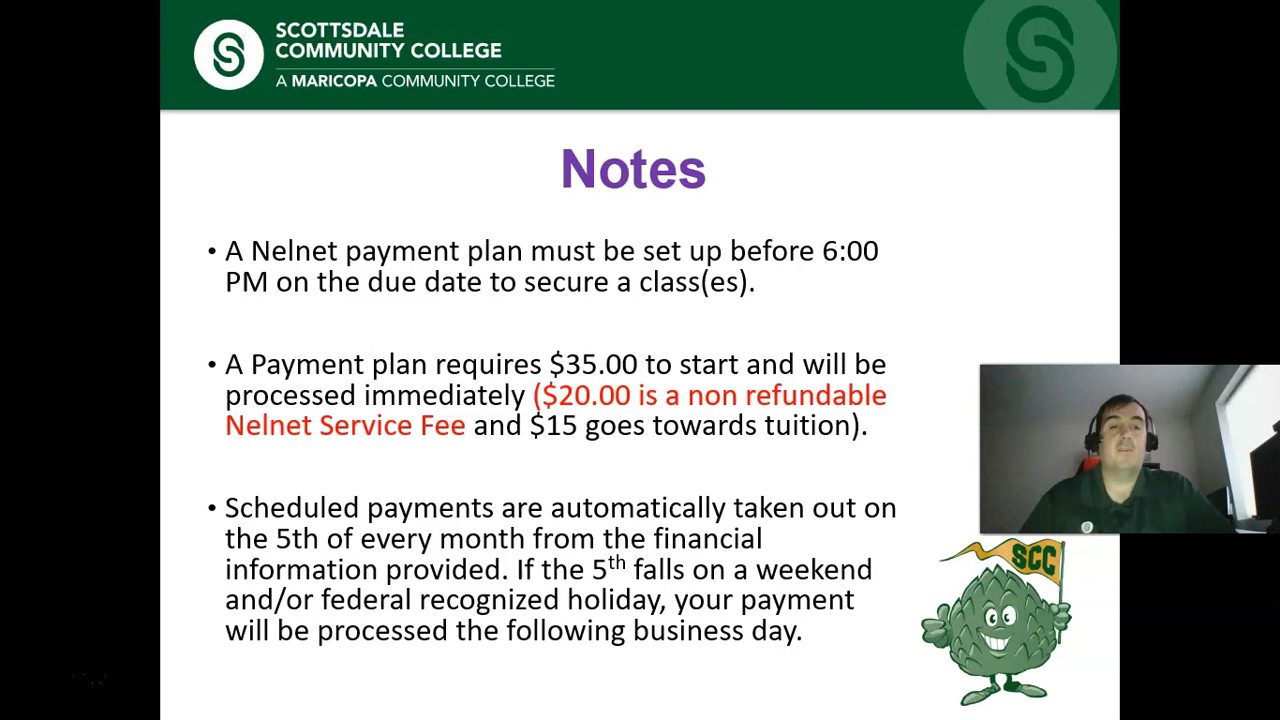 SCOTTSDALE
COMMUNITY COLLEGE
A MARICOPA COMMUNITY COLLEGE
Notes
• A Nelnet payment plan must be set up before 6:00
PM on the due date to secure a class(es).
• A Payment plan requires $35.00 to start and will be
processed immediately ($20.00 is a non refundable
Nelnet Service Fee and $15 goes towards tuition).
• Scheduled payments are automatically taken out on
the 5th of every month from the financial
information provided. If the 5th falls on a weekend
and/or federal recognized holiday, your payment
will be processed the following business day.
SCC